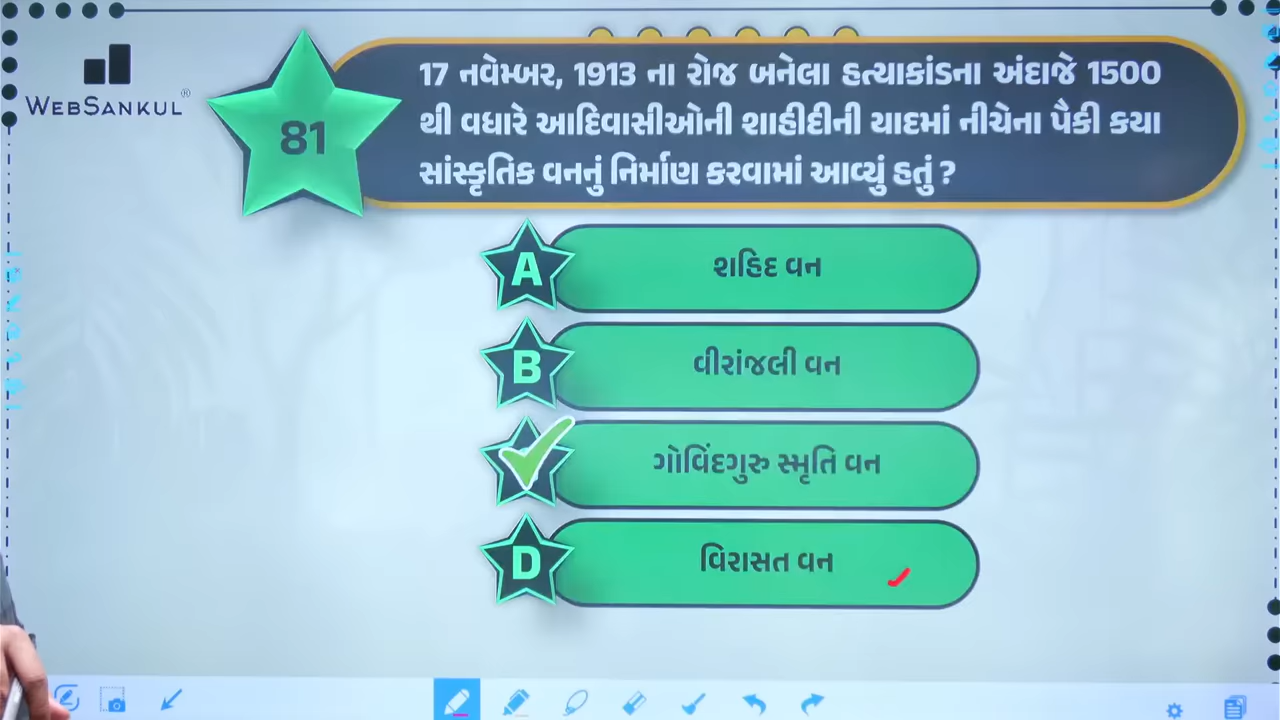 WEBSANKUL®
81
17 નવેમ્બર, 1913 ના રોજ બનેલા હત્યાકાંડના અંદાજે 1500
થી વધારે આદિવાસીઓની શાહીદીની યાદમાં નીચેના પૈકી કયા
સાંસ્કૃતિક વનનું નિર્માણ કરવામાં આવ્યું હતું ?
A શહિદ વન
B વીરાંજલી વન
ગોવિંદગુરુ સ્મૃતિ વન
D વિરાસત વન